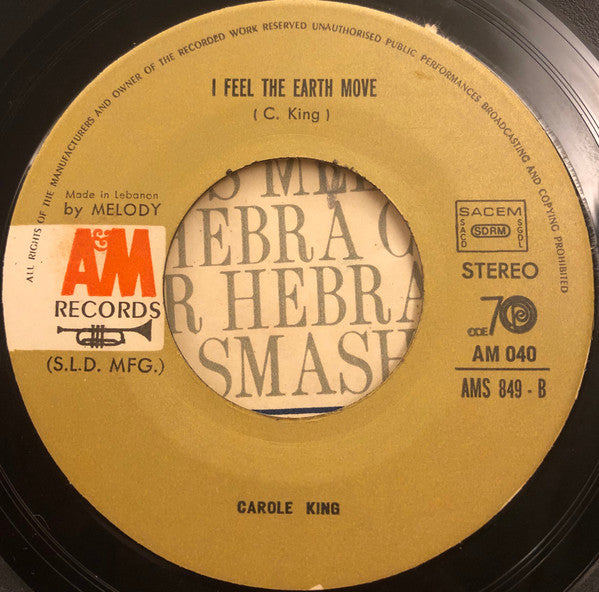 ALL RIGHTS OF THE MANUFACTURERS AND OWNER OF THE RECORDED WORK RESERVED UNAUTHORISED PUBLIC PERFORMANCES BROADCASTING AND COPYING PROHIBITED
I FEEL THE EARTH MOVE
( C. King )
Made in Lebanon
by MELODY
A&M
RECORDS
(S.L.D. MFG.)
SACEM
SACD SDRM SGDL
STEREO
ODE 70
AM 040
AMS 849 - B
HEBRA
R HEBRA
SMASH
CAROLE KING